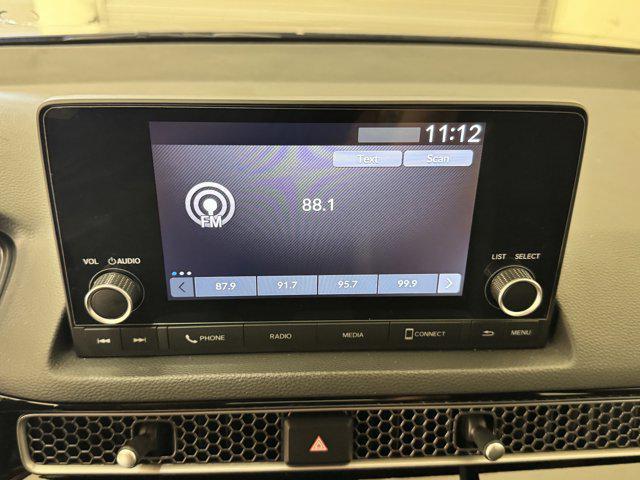 11:12
Text Scan
FM
88.1
87.9 91.7 95.7 99.9
VOL AUDIO
LIST SELECT
PHONE RADIO MEDIA CONNECT MENU